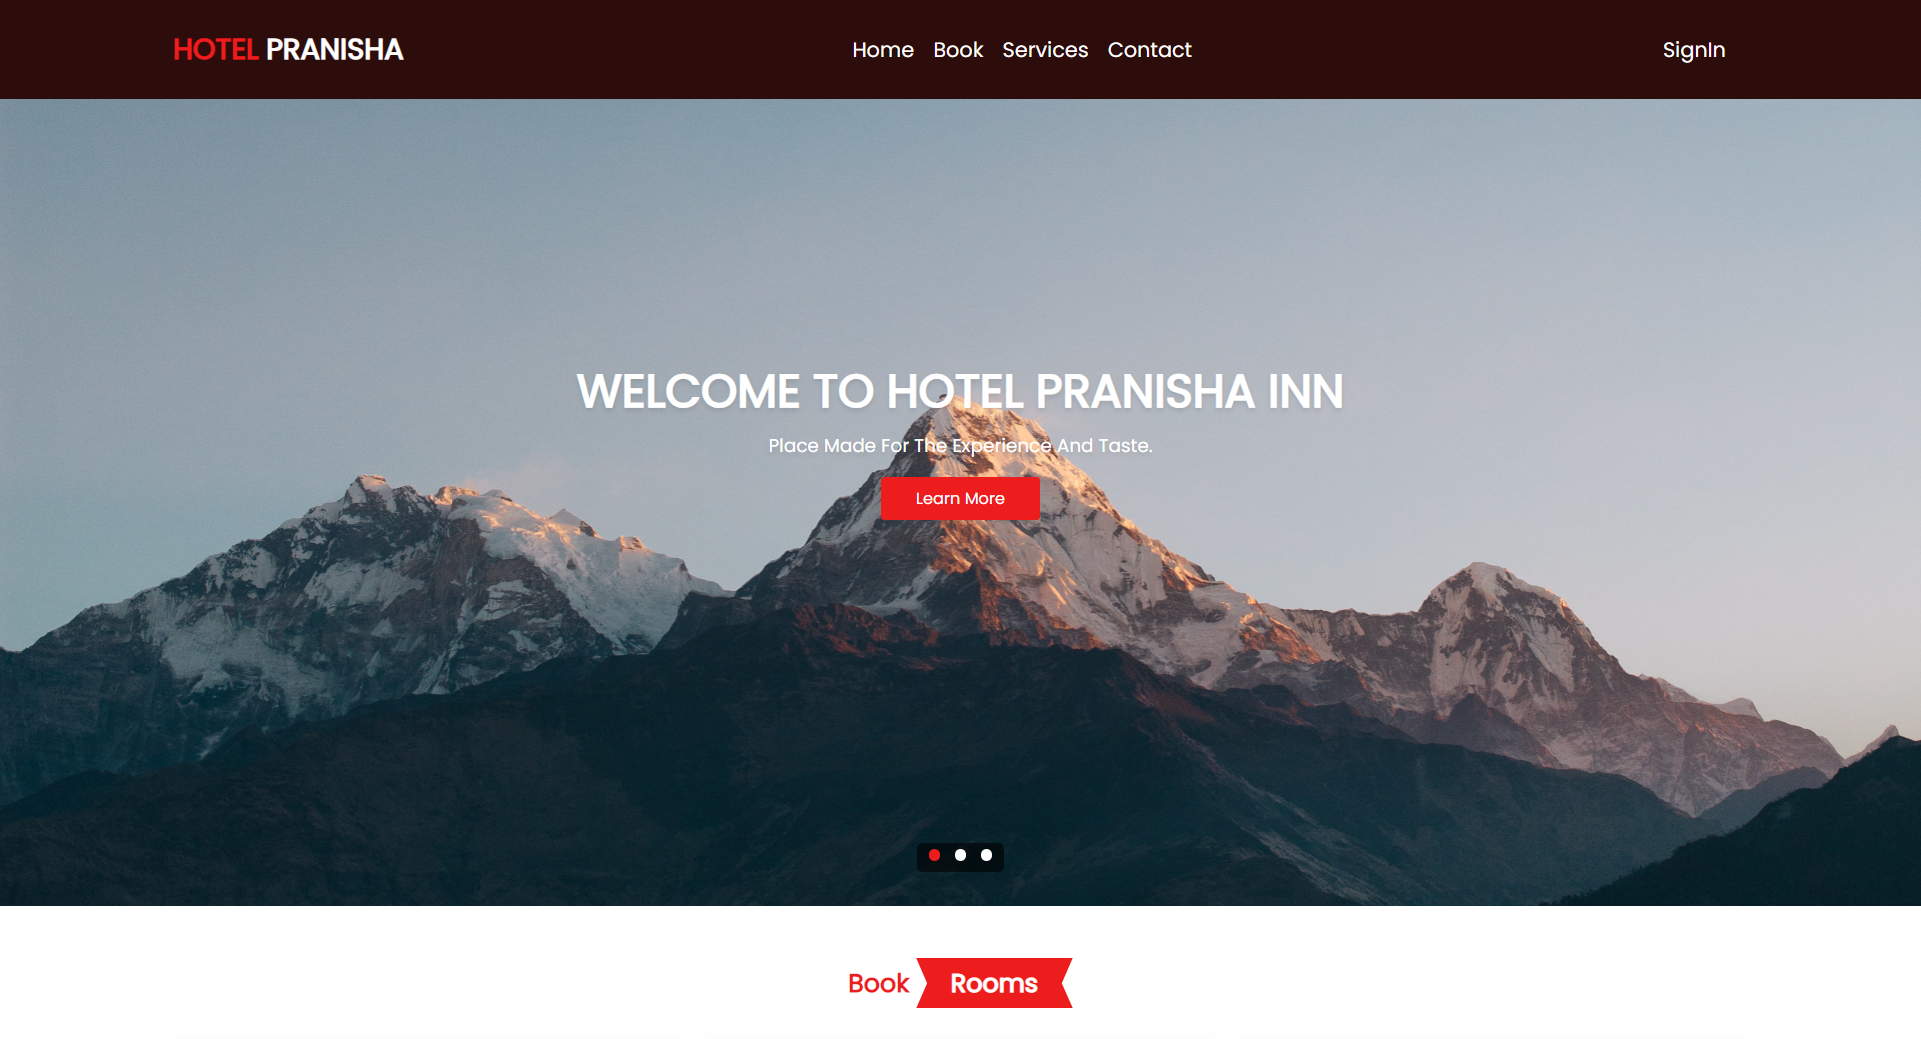 HOTEL PRANISHA
Home Book Services Contact
SignIn
WELCOME TO HOTEL PRANISHA INN
Place Made For The Experience And Taste.
Learn More
Book Rooms